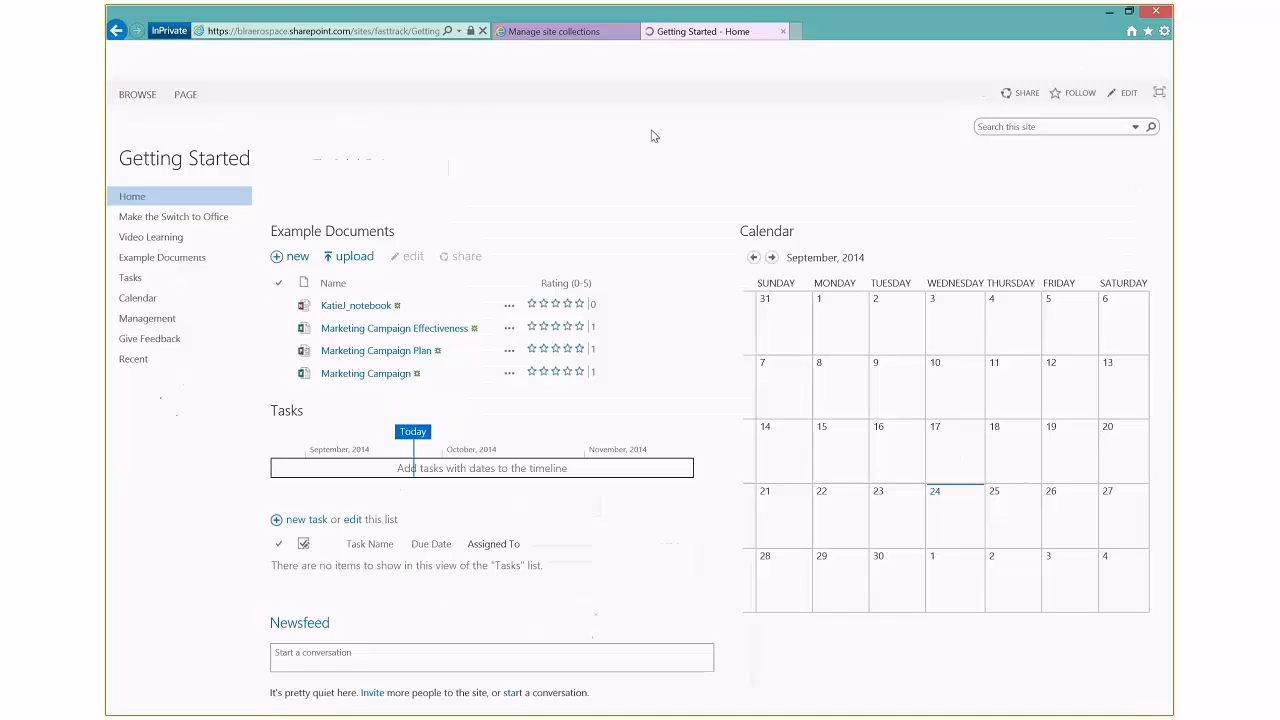 InPrivate https://blraerospace.sharepoint.com/sites/fasttrack/Getting Manage site collections Getting Started - Home
BROWSE PAGE SHARE FOLLOW EDIT
Search this site
Getting Started
Home
Make the Switch to Office
Video Learning
Example Documents
Tasks
Calendar
Management
Give Feedback
Recent
Example Documents
new upload edit share
Name Rating (0-5)
KatieJ_notebook 0
Marketing Campaign Effectiveness 1
Marketing Campaign Plan 1
Marketing Campaign 1
Tasks
Today
September, 2014 October, 2014 November, 2014
Add tasks with dates to the timeline
new task or edit this list
Task Name Due Date Assigned To
There are no items to show in this view of the "Tasks" list.
Newsfeed
Start a conversation
It's pretty quiet here. Invite more people to the site, or start a conversation.
Calendar
September, 2014
SUNDAY MONDAY TUESDAY WEDNESDAY THURSDAY FRIDAY SATURDAY
31 1 2 3 4 5 6
7 8 9 10 11 12 13
14 15 16 17 18 19 20
21 22 23 24 25 26 27
28 29 30 1 2 3 4